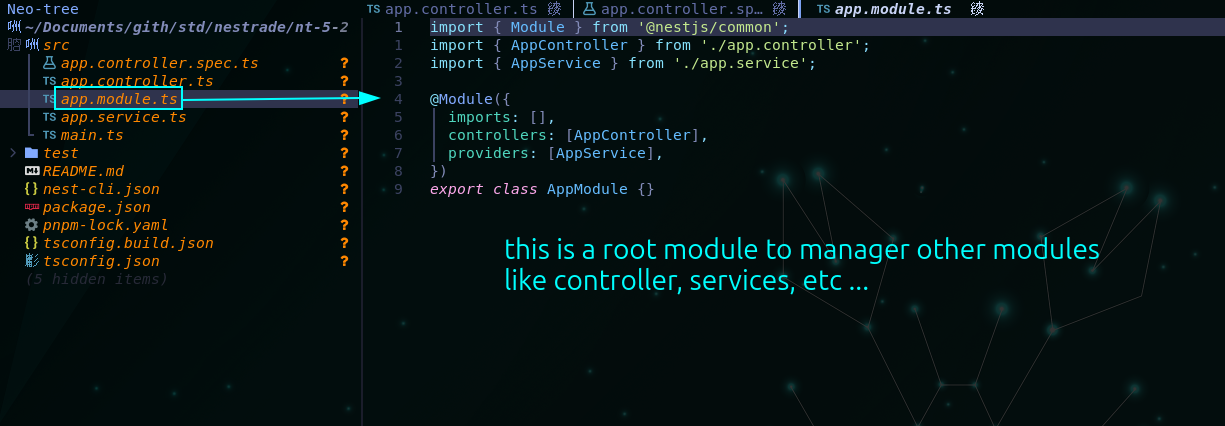 Neo-tree
~/Documents/gith/std/nestrade/nt-5-2
src
app.controller.spec.ts ?
TS app.controller.ts ?
TS app.module.ts ?
TS app.service.ts ?
TS main.ts ?
test ?
README.md ?
{} nest-cli.json ?
package.json ?
pnpm-lock.yaml ?
{} tsconfig.build.json ?
tsconfig.json ?
(5 hidden items)
TS app.controller.ts
app.controller.sp…
TS app.module.ts
1 import { Module } from '@nestjs/common';
1 import { AppController } from './app.controller';
2 import { AppService } from './app.service';
3
4 @Module({
5 imports: [],
6 controllers: [AppController],
7 providers: [AppService],
8 })
9 export class AppModule {}
this is a root module to manager other modules
like controller, services, etc ...